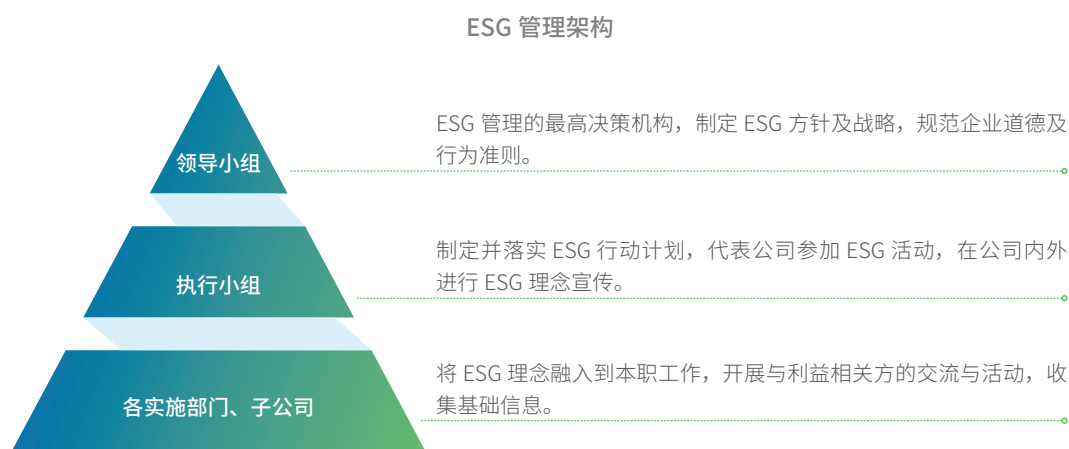 ESG 管理架构
领导小组
ESG 管理的最高决策机构，制定 ESG 方针及战略，规范企业道德及
行为准则。
执行小组
制定并落实 ESG 行动计划，代表公司参加 ESG 活动，在公司内外
进行 ESG 理念宣传。
各实施部门、子公司
将 ESG 理念融入到本职工作，开展与利益相关方的交流与活动，收
集基础信息。